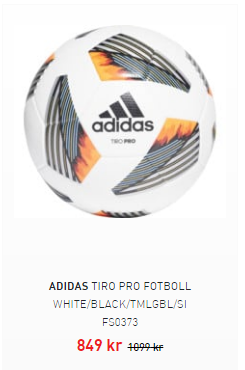 adidas
TIRO PRO
ADIDAS TIRO PRO FOTBOLL
WHITE/BLACK/TMLGBL/SI
FS0373
849 kr 1099 kr